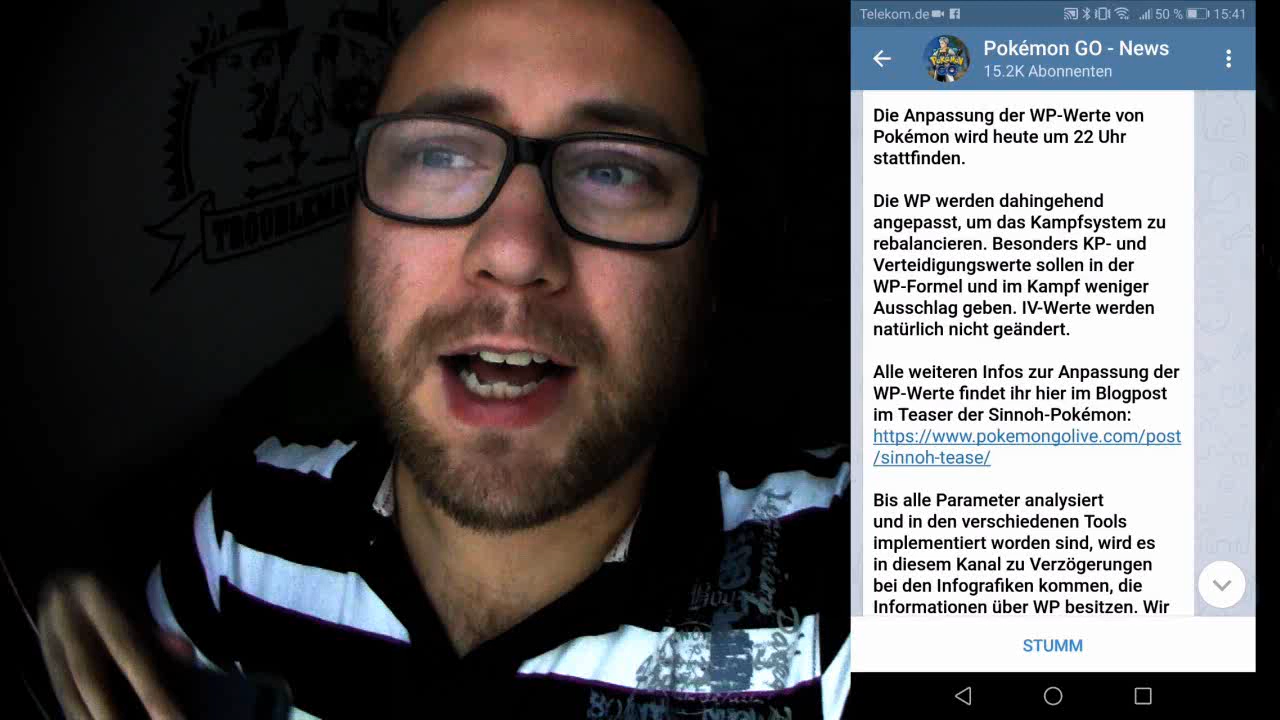 TROUBLEMA
Telekom.de
50 %
15:41
Pokémon GO - News
15.2K Abonnenten
Die Anpassung der WP-Werte von
Pokémon wird heute um 22 Uhr
stattfinden.
Die WP werden dahingehend
angepasst, um das Kampfsystem zu
rebalancieren. Besonders KP- und
Verteidigungswerte sollen in der
WP-Formel und im Kampf weniger
Ausschlag geben. IV-Werte werden
natürlich nicht geändert.
Alle weiteren Infos zur Anpassung der
WP-Werte findet ihr hier im Blogpost
im Teaser der Sinnoh-Pokémon:
https://www.pokemongolive.com/post
/sinnoh-tease/
Bis alle Parameter analysiert
und in den verschiedenen Tools
implementiert worden sind, wird es
in diesem Kanal zu Verzögerungen
bei den Infografiken kommen, die
Informationen über WP besitzen. Wir
STUMM